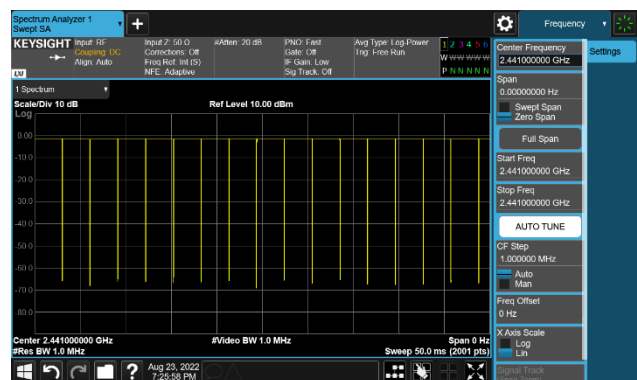 Spectrum Analyzer 1
Swept SA
+
Frequency
KEYSIGHT
Input: RF
Coupling: DC
Align: Auto
Input Z: 50 Ω
Corrections: Off
Freq Ref: Int (S)
NFE: Adaptive
#Atten: 20 dB
PNO: Fast
Gate: Off
IF Gain: Low
Sig Track: Off
Avg Type: Log-Power
Trig: Free Run
1 2 3 4 5 6
W W W W W W
P N N N N N
LXI
1 Spectrum
Scale/Div 10 dB
Ref Level 10.00 dBm
Log
0.00
-10.0
-20.0
-30.0
-40.0
-50.0
-60.0
-70.0
-80.0
Center 2.441000000 GHz
#Video BW 1.0 MHz
Span 0 Hz
#Res BW 1.0 MHz
Sweep 50.0 ms (2001 pts)
Aug 23, 2022
7:25:58 PM
?
Center Frequency
2.441000000 GHz
Settings
Span
0.00000000 Hz
Swept Span
Zero Span
Full Span
Start Freq
2.441000000 GHz
Stop Freq
2.441000000 GHz
AUTO TUNE
CF Step
1.000000 MHz
Auto
Man
Freq Offset
0 Hz
X Axis Scale
Log
Lin
Signal Track